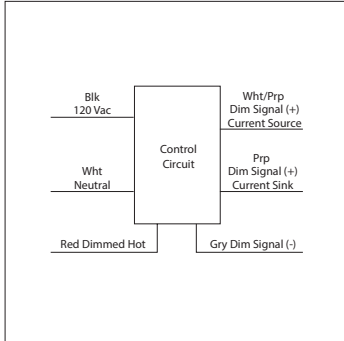 Blk
120 Vac
Wht
Neutral
Red Dimmed Hot
Control
Circuit
Wht/Prp
Dim Signal (+)
Current Source
Prp
Dim Signal (+)
Current Sink
Gry Dim Signal (-)